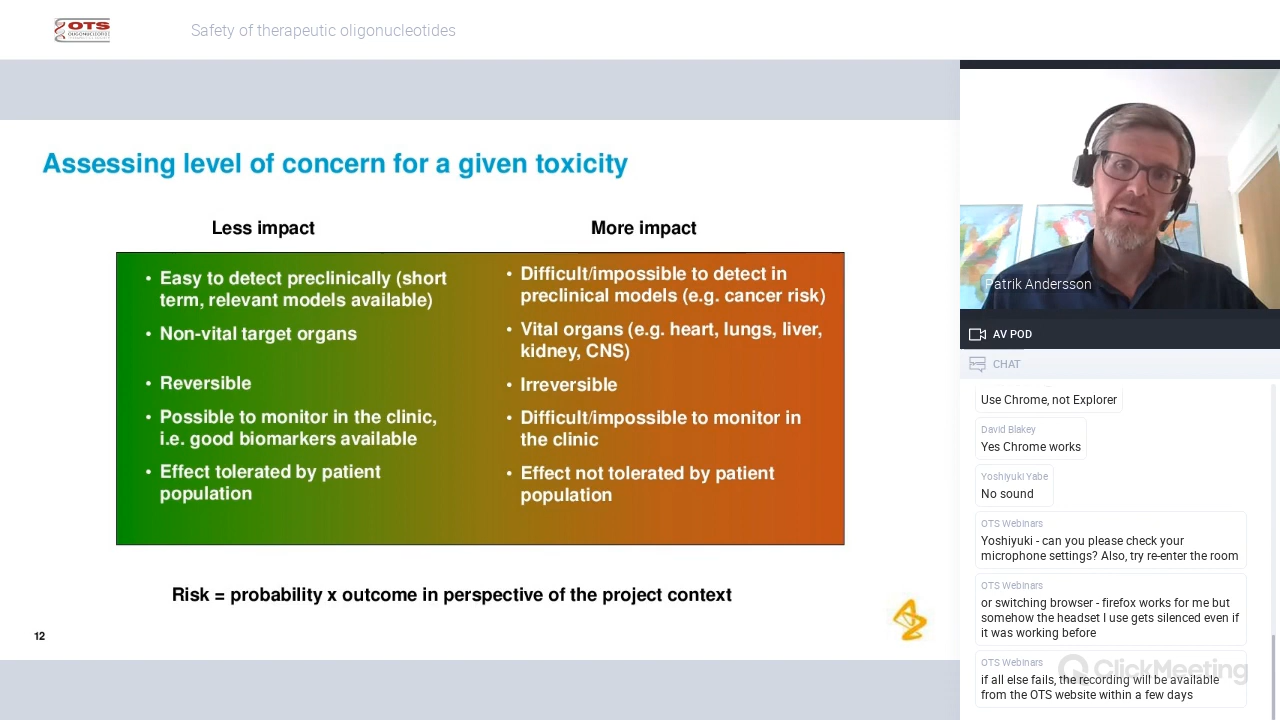 OTS
Safety of therapeutic oligonucleotides
Assessing level of concern for a given toxicity
Less impact
• Easy to detect preclinically (short
term, relevant models available)
• Non-vital target organs
• Reversible
• Possible to monitor in the clinic,
i.e. good biomarkers available
• Effect tolerated by patient
population
More impact
• Difficult/impossible to detect in
preclinical models (e.g. cancer risk)
• Vital organs (e.g. heart, lungs, liver,
kidney, CNS)
• Irreversible
• Difficult/impossible to monitor in
the clinic
• Effect not tolerated by patient
population
Risk = probability x outcome in perspective of the project context
12
Patrik Andersson
AV POD
CHAT
Use Chrome, not Explorer
David Blakey
Yes Chrome works
Yoshiyuki Yabe
No sound
OTS Webinars
Yoshiyuki - can you please check your
microphone settings? Also, try re-enter the room
OTS Webinars
or switching browser - firefox works for me but
somehow the headset I use gets silenced even if
it was working before
OTS Webinars
if all else fails, the recording will be available
from the OTS website within a few days
ClickMeeting